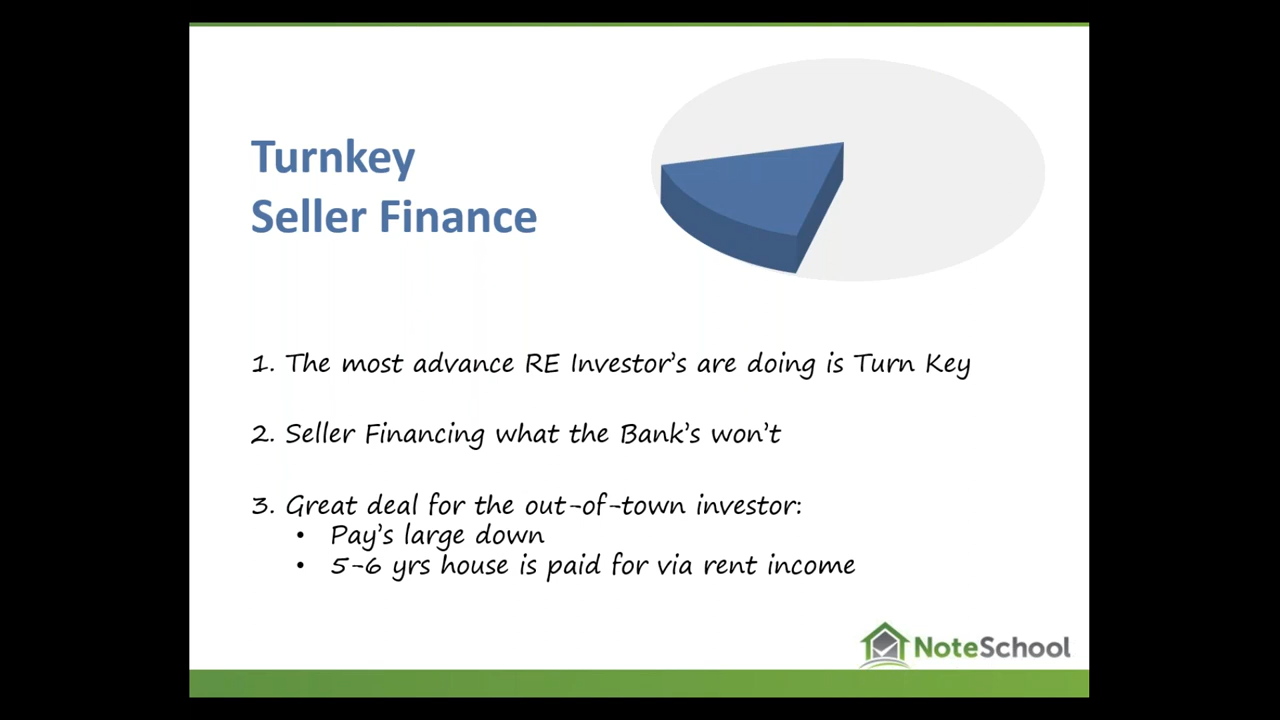 Turnkey
Seller Finance
1. The most advance RE Investor's are doing is Turn Key
2. Seller Financing what the Bank's won't
3. Great deal for the out-of-town investor:
• Pay's large down
• 5-6 yrs house is paid for via rent income
NoteSchool